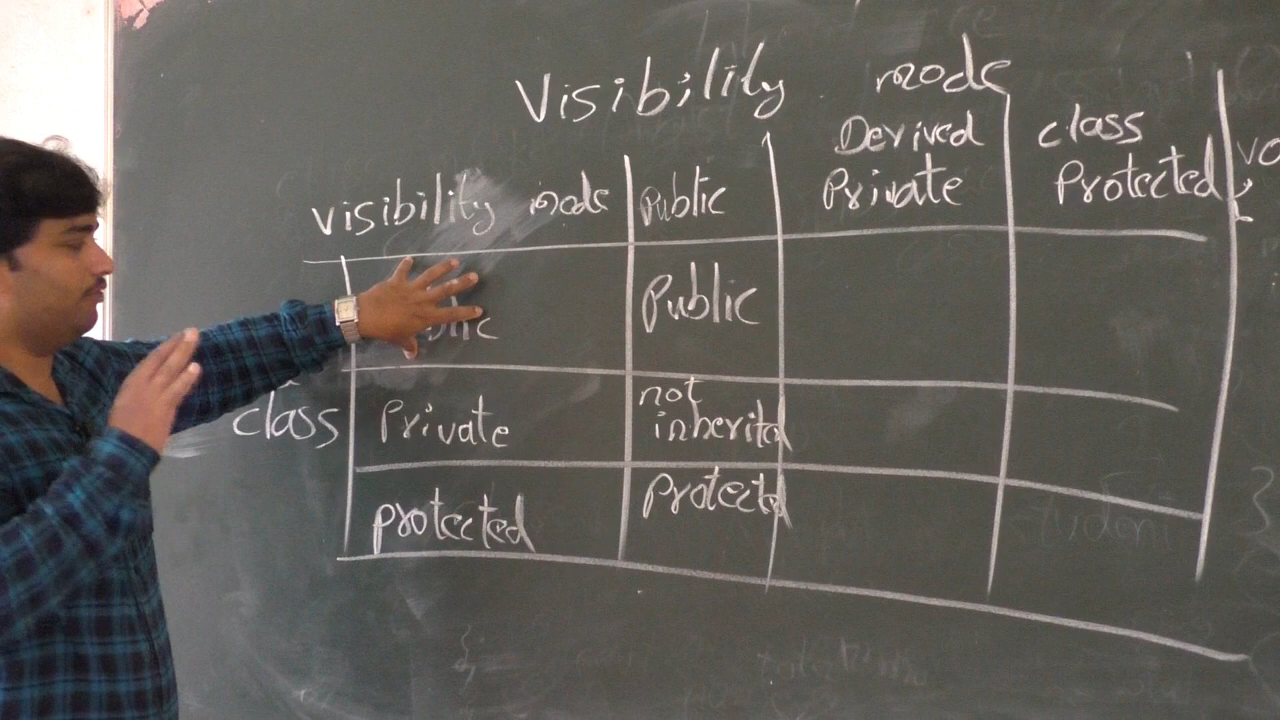 Visibility mode
Derived class
visibility mode Public Private Protected
Public
class Private not inherited
protected Protected